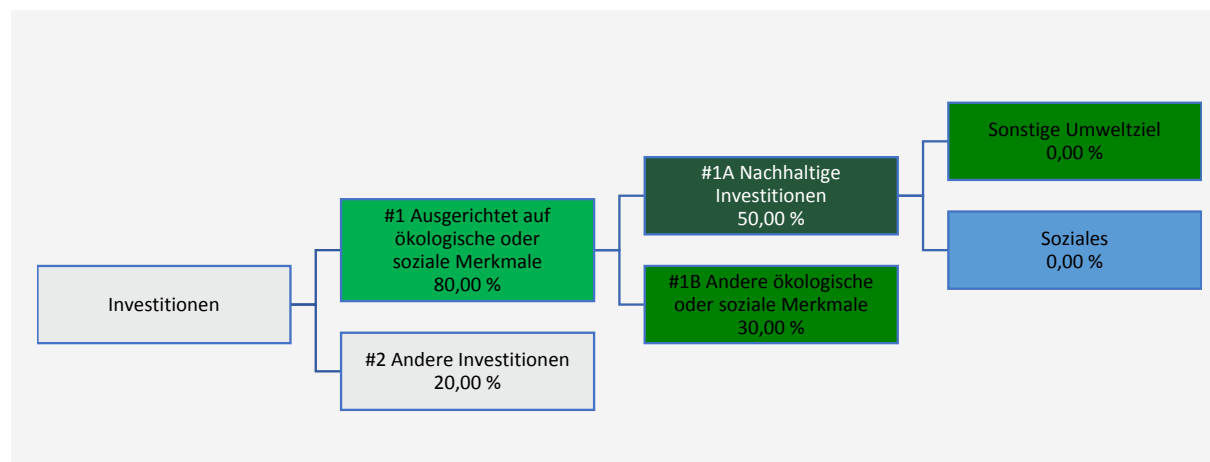 Investitionen
#1 Ausgerichtet auf
ökologische oder
soziale Merkmale
80,00 %
#2 Andere Investitionen
20,00 %
#1A Nachhaltige
Investitionen
50,00 %
#1B Andere ökologische
oder soziale Merkmale
30,00 %
Sonstige Umweltziel
0,00 %
Soziales
0,00 %